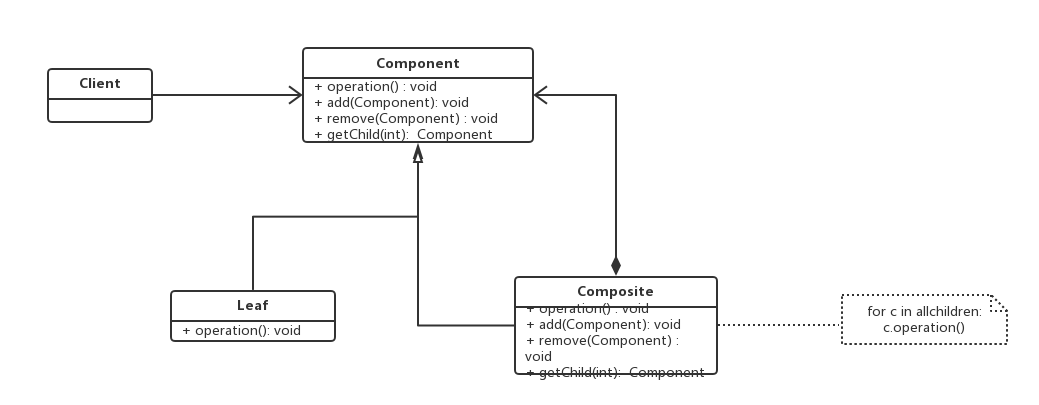 Client
Component
+ operation() : void
+ add(Component): void
+ remove(Component) : void
+ getChild(int):  Component
Leaf
+ operation(): void
Composite
+ operation() : void
+ add(Component): void
+ remove(Component) :
void
+ getChild(int):  Component
for c in allchildren:
c.operation()